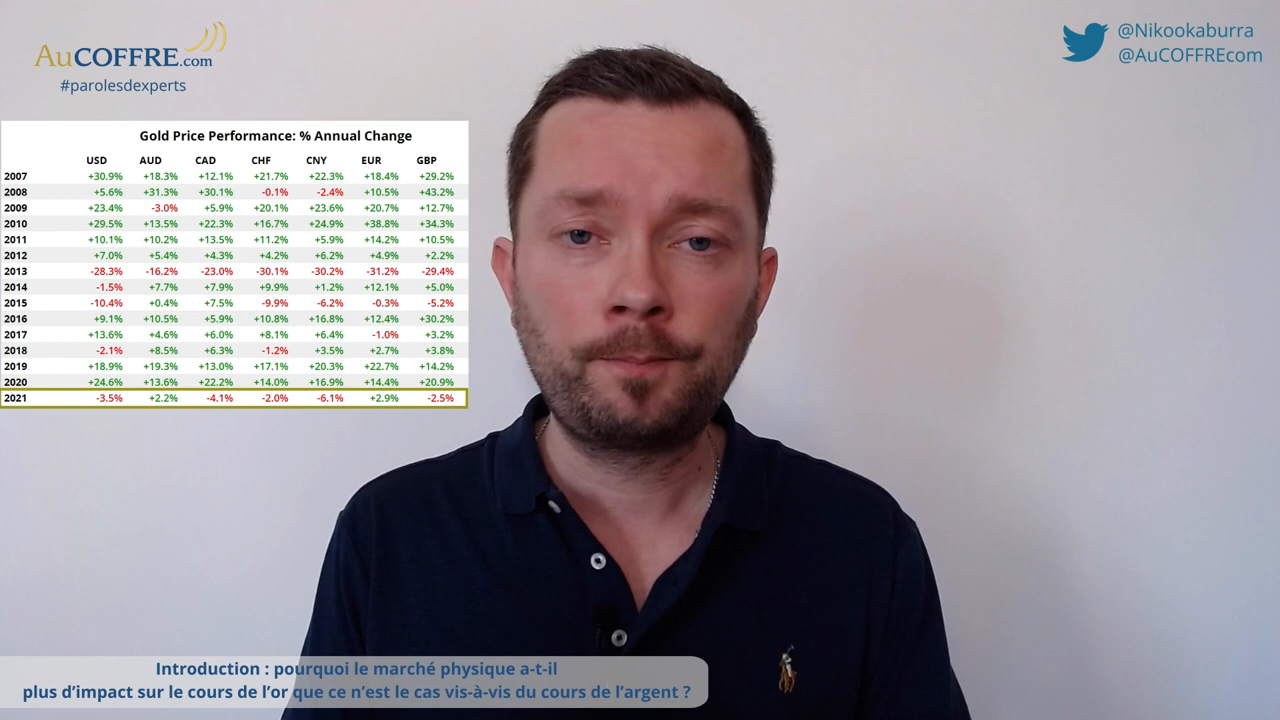 AuCOFFRE.com
#parolesdexperts
@Nikookaburra
@AuCOFFREcom
Gold Price Performance: % Annual Change
USD AUD CAD CHF CNY EUR GBP
2007 +30.9% +18.3% +12.1% +21.7% +22.3% +18.4% +29.2%
2008 +5.6% +31.3% +30.1% -0.1% -2.4% +10.5% +43.2%
2009 +23.4% -3.0% +5.9% +20.1% +23.6% +20.7% +12.7%
2010 +29.5% +13.5% +22.3% +16.7% +24.9% +38.8% +34.3%
2011 +10.1% +10.2% +13.5% +11.2% +5.9% +14.2% +10.5%
2012 +7.0% +5.4% +4.3% +4.2% +6.2% +4.9% +2.2%
2013 -28.3% -16.2% -23.0% -30.1% -30.2% -31.2% -29.4%
2014 -1.5% +7.7% +7.9% +9.9% +1.2% +12.1% +5.0%
2015 -10.4% +0.4% +7.5% -9.9% -6.2% -0.3% -5.2%
2016 +9.1% +10.5% +5.9% +10.8% +16.8% +12.4% +30.2%
2017 +13.6% +4.6% +6.0% +8.1% +6.4% -1.0% +3.2%
2018 -2.1% +8.5% +6.3% -1.2% +3.5% +2.7% +3.8%
2019 +18.9% +19.3% +13.0% +17.1% +20.3% +22.7% +14.2%
2020 +24.6% +13.6% +22.2% +14.0% +16.9% +14.4% +20.9%
2021 -3.5% +2.2% -4.1% -2.0% -6.1% +2.9% -2.5%
Introduction : pourquoi le marché physique a-t-il
plus d’impact sur le cours de l’or que ce n’est le cas vis-à-vis du cours de l’argent ?